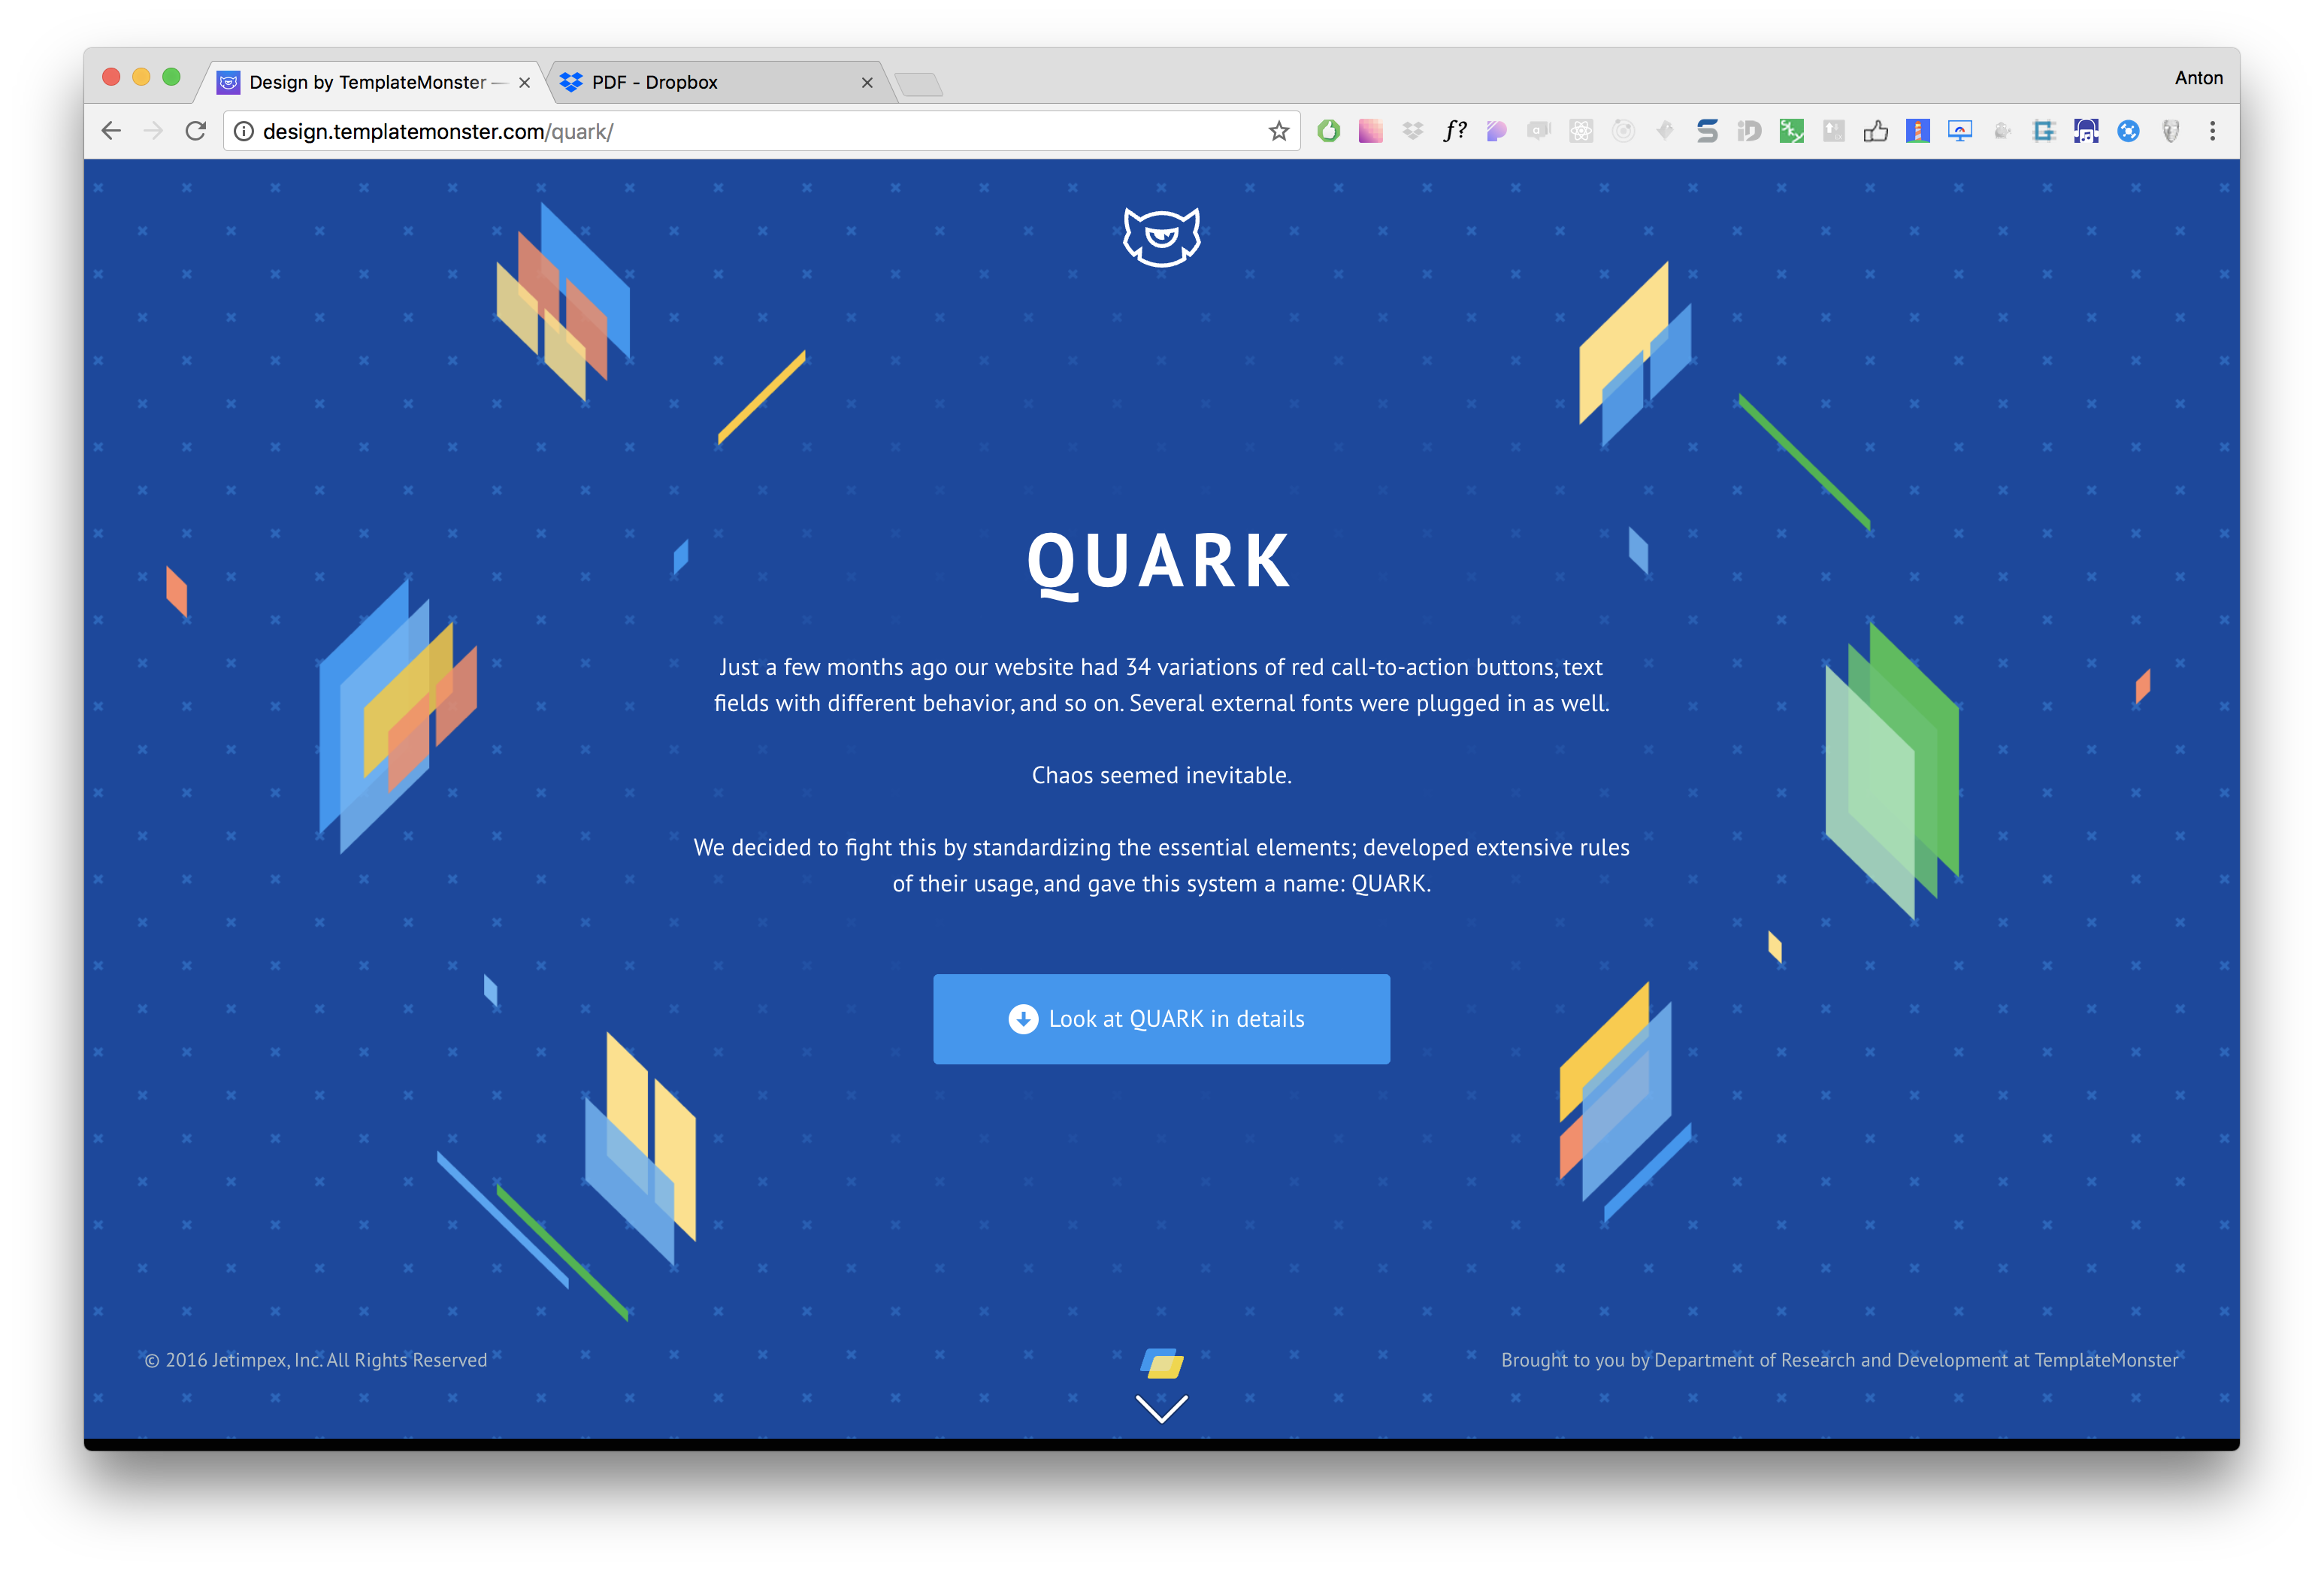 Design by TemplateMonster —
PDF - Dropbox
Anton
design.templatemonster.com/quark/
f?
QUARK
Just a few months ago our website had 34 variations of red call-to-action buttons, text
fields with different behavior, and so on. Several external fonts were plugged in as well.
Chaos seemed inevitable.
We decided to fight this by standardizing the essential elements; developed extensive rules
of their usage, and gave this system a name: QUARK.
Look at QUARK in details
© 2016 Jetimpex, Inc. All Rights Reserved
Brought to you by Department of Research and Development at TemplateMonster